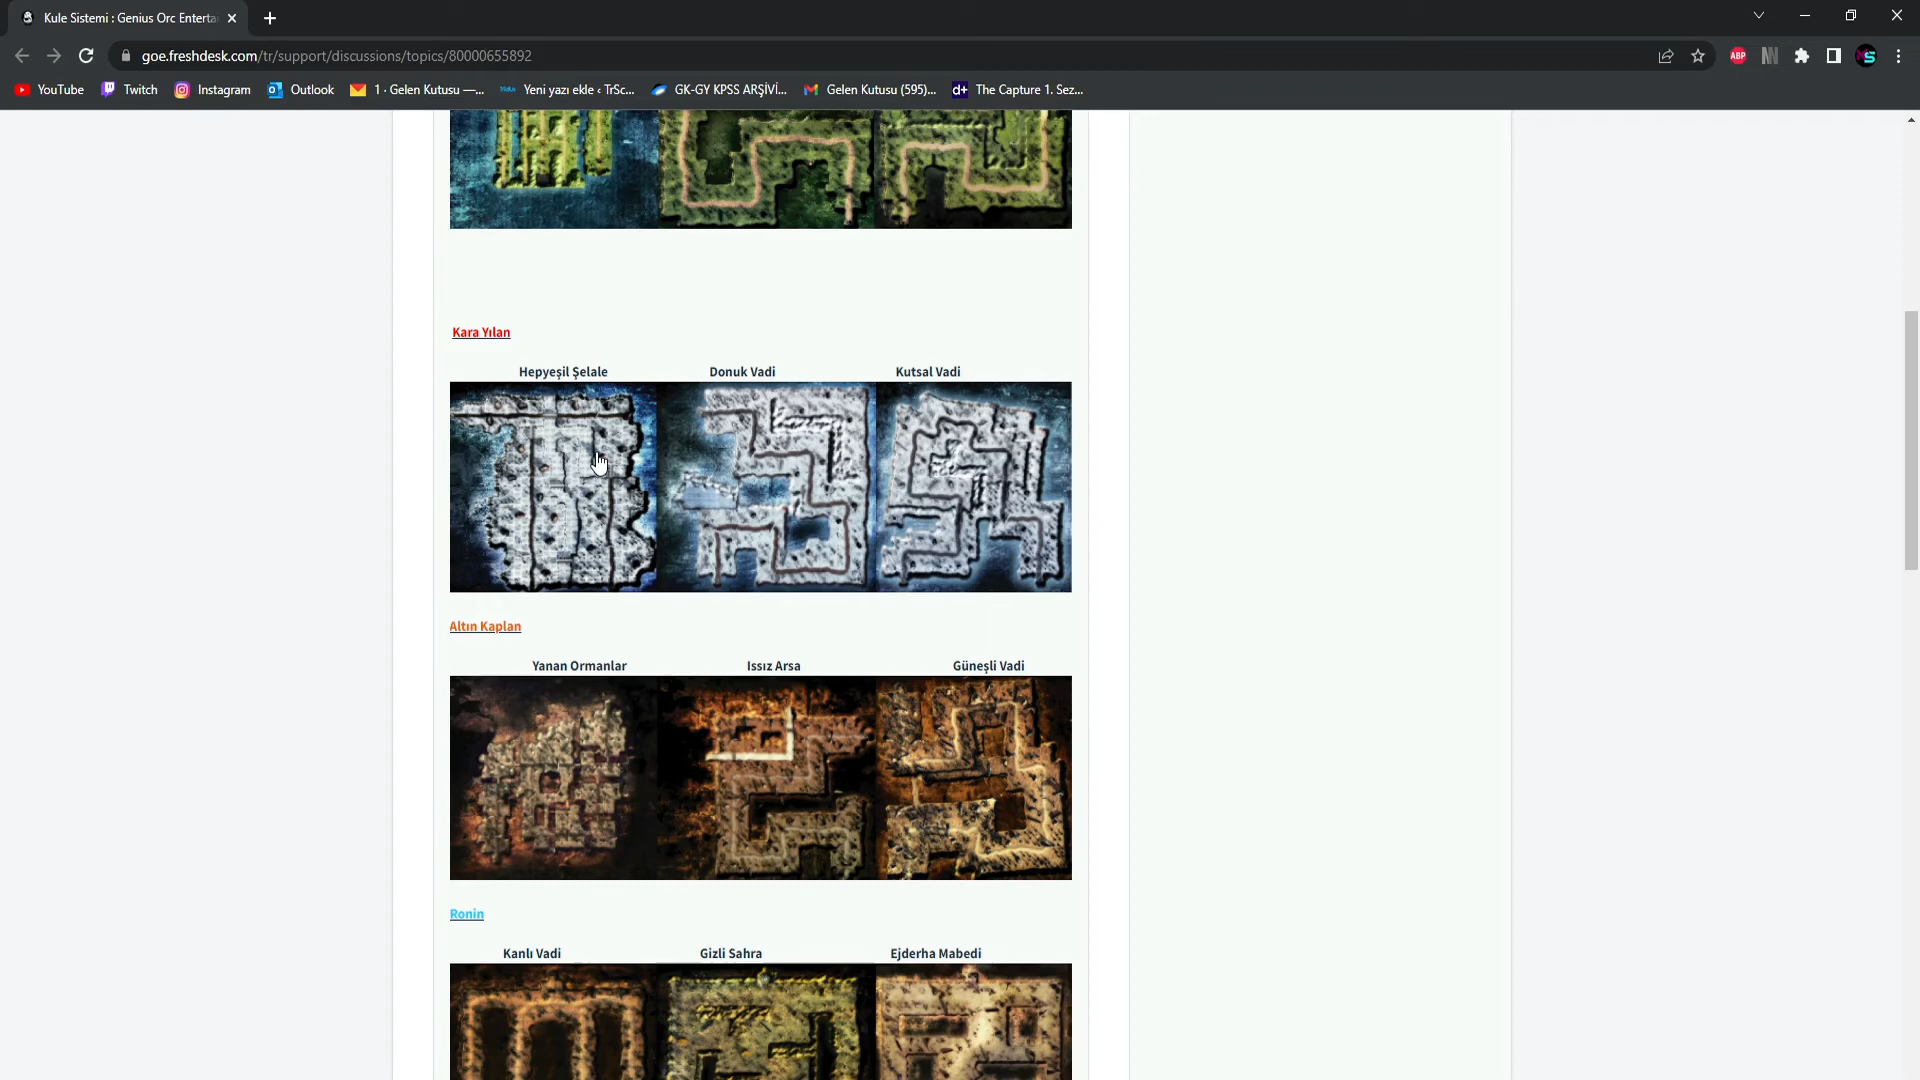 Kule Sistemi : Genius Orc Enterta
goe.freshdesk.com/tr/support/discussions/topics/80000655892
ABP
YouTube Twitch Instagram Outlook 1 · Gelen Kutusu —... Yeni yazı ekle ‹ TrSc... GK-GY KPSS ARŞİVİ... Gelen Kutusu (595)... d+ The Capture 1. Sez...
Kara Yılan
Hepyeşil Şelale Donuk Vadi Kutsal Vadi
Altın Kaplan
Yanan Ormanlar Issız Arsa Güneşli Vadi
Ronin
Kanlı Vadi Gizli Sahra Ejderha Mabedi